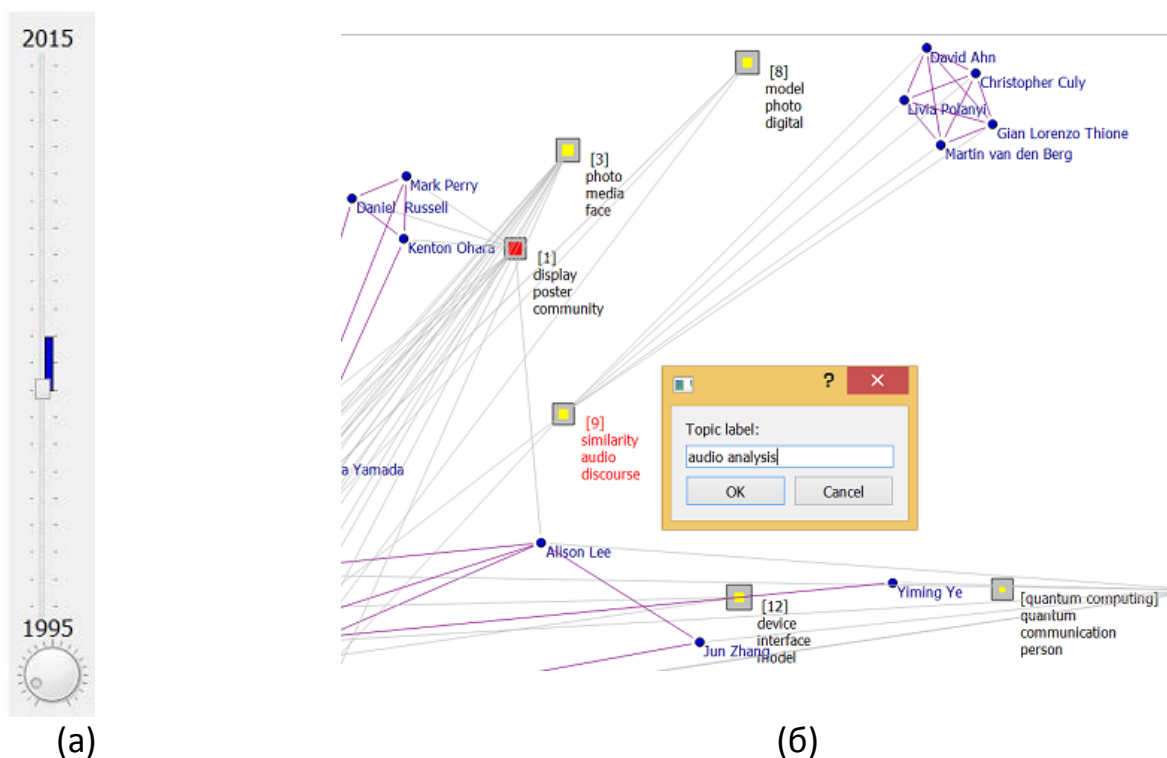 2015
1995
(а)
David Ahn
Christopher Culy
Livia Polanyi
Gian Lorenzo Thione
Martin van den Berg
[8]
model
photo
digital
[3]
photo
media
face
Mark Perry
Daniel Russell
Kenton Ohara
[1]
display
poster
community
?
Topic label:
audio analysis
OK
Cancel
[9]
similarity
audio
discourse
a Yamada
Alison Lee
Yiming Ye
[quantum computing]
quantum
communication
person
[12]
device
interface
model
Jun Zhang
(б)